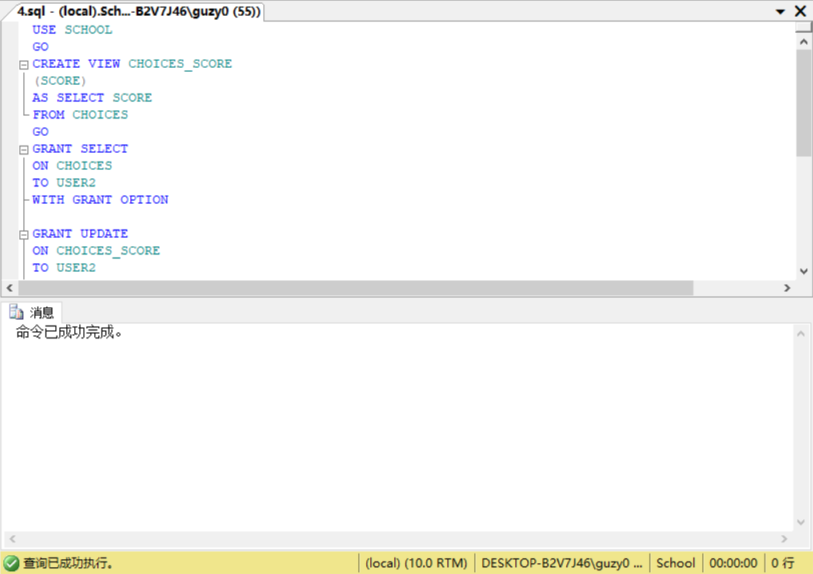 4.sql - (local).Sch...-B2V7J46\guzy0 (55))
USE SCHOOL
GO
CREATE VIEW CHOICES_SCORE
(SCORE)
AS SELECT SCORE
FROM CHOICES
GO
GRANT SELECT
ON CHOICES
TO USER2
WITH GRANT OPTION
GRANT UPDATE
ON CHOICES_SCORE
TO USER2
消息
命令已成功完成。
查询已成功执行。 (local) (10.0 RTM) DESKTOP-B2V7J46\guzy0 ... School 00:00:00 0 行